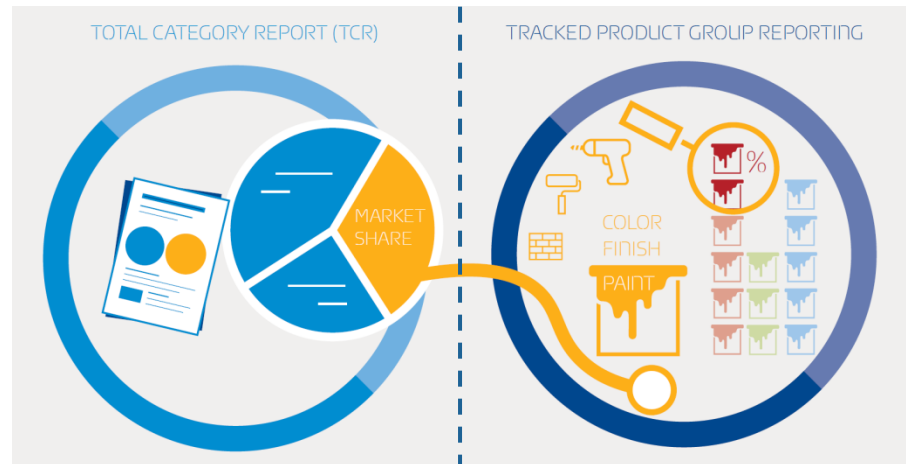 TOTAL CATEGORY REPORT (TCR)
TRACKED PRODUCT GROUP REPORTING
MARKET
SHARE
%
COLOR
FINISH
PAINT